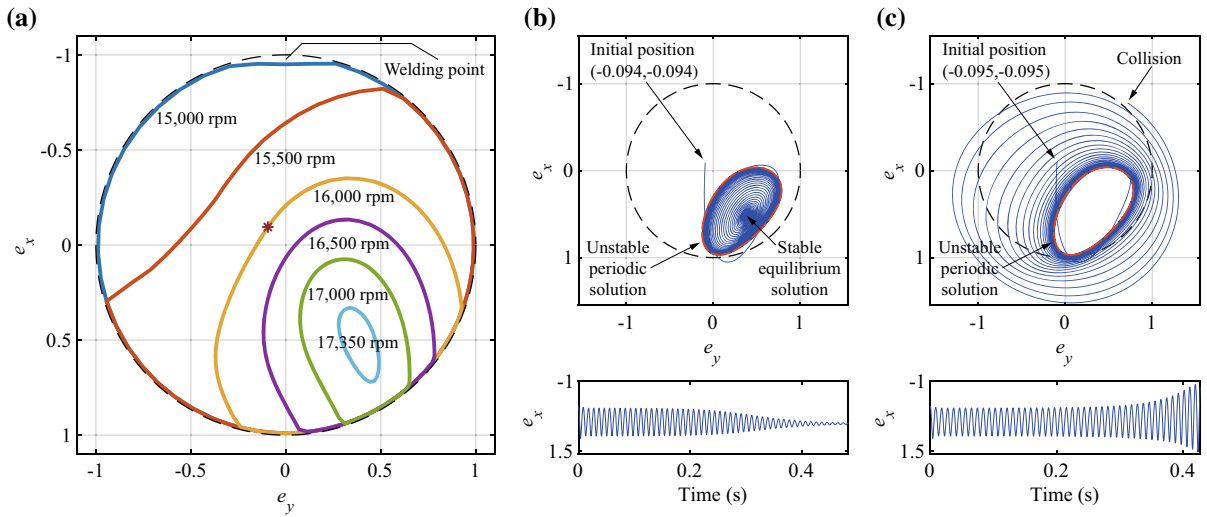 (a)
-1
-0.5
0
0.5
1
e_x
-1
-0.5
0
0.5
1
e_y
Welding point
15,000 rpm
15,500 rpm
16,000 rpm
16,500 rpm
17,000 rpm
17,350 rpm
(b)
Initial position
(-0.094,-0.094)
-1
0
1
e_x
Unstable
periodic
solution
Stable
equilibrium
solution
-1
0
1
e_y
-1
1.5
e_x
0
0.2
0.4
Time (s)
(c)
Initial position
(-0.095,-0.095)
Collision
-1
0
1
e_x
Unstable
periodic
solution
-1
0
1
e_y
-1
1.5
e_x
0
0.2
0.4
Time (s)